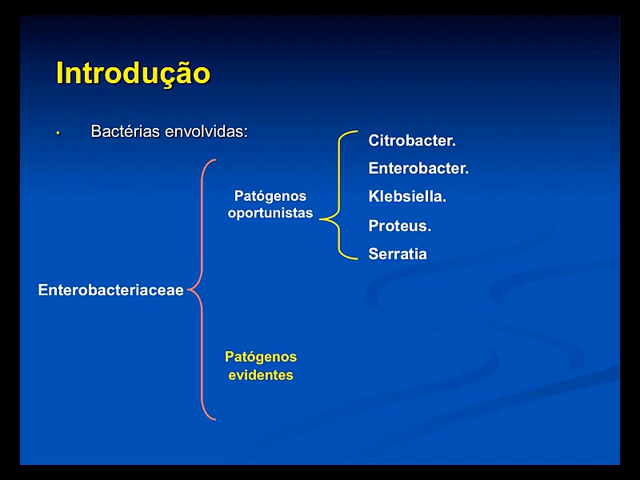 Introdução
• Bactérias envolvidas:
Citrobacter.
Enterobacter.
Patógenos
oportunistas
Klebsiella.
Proteus.
Serratia
Enterobacteriaceae
Patógenos
evidentes